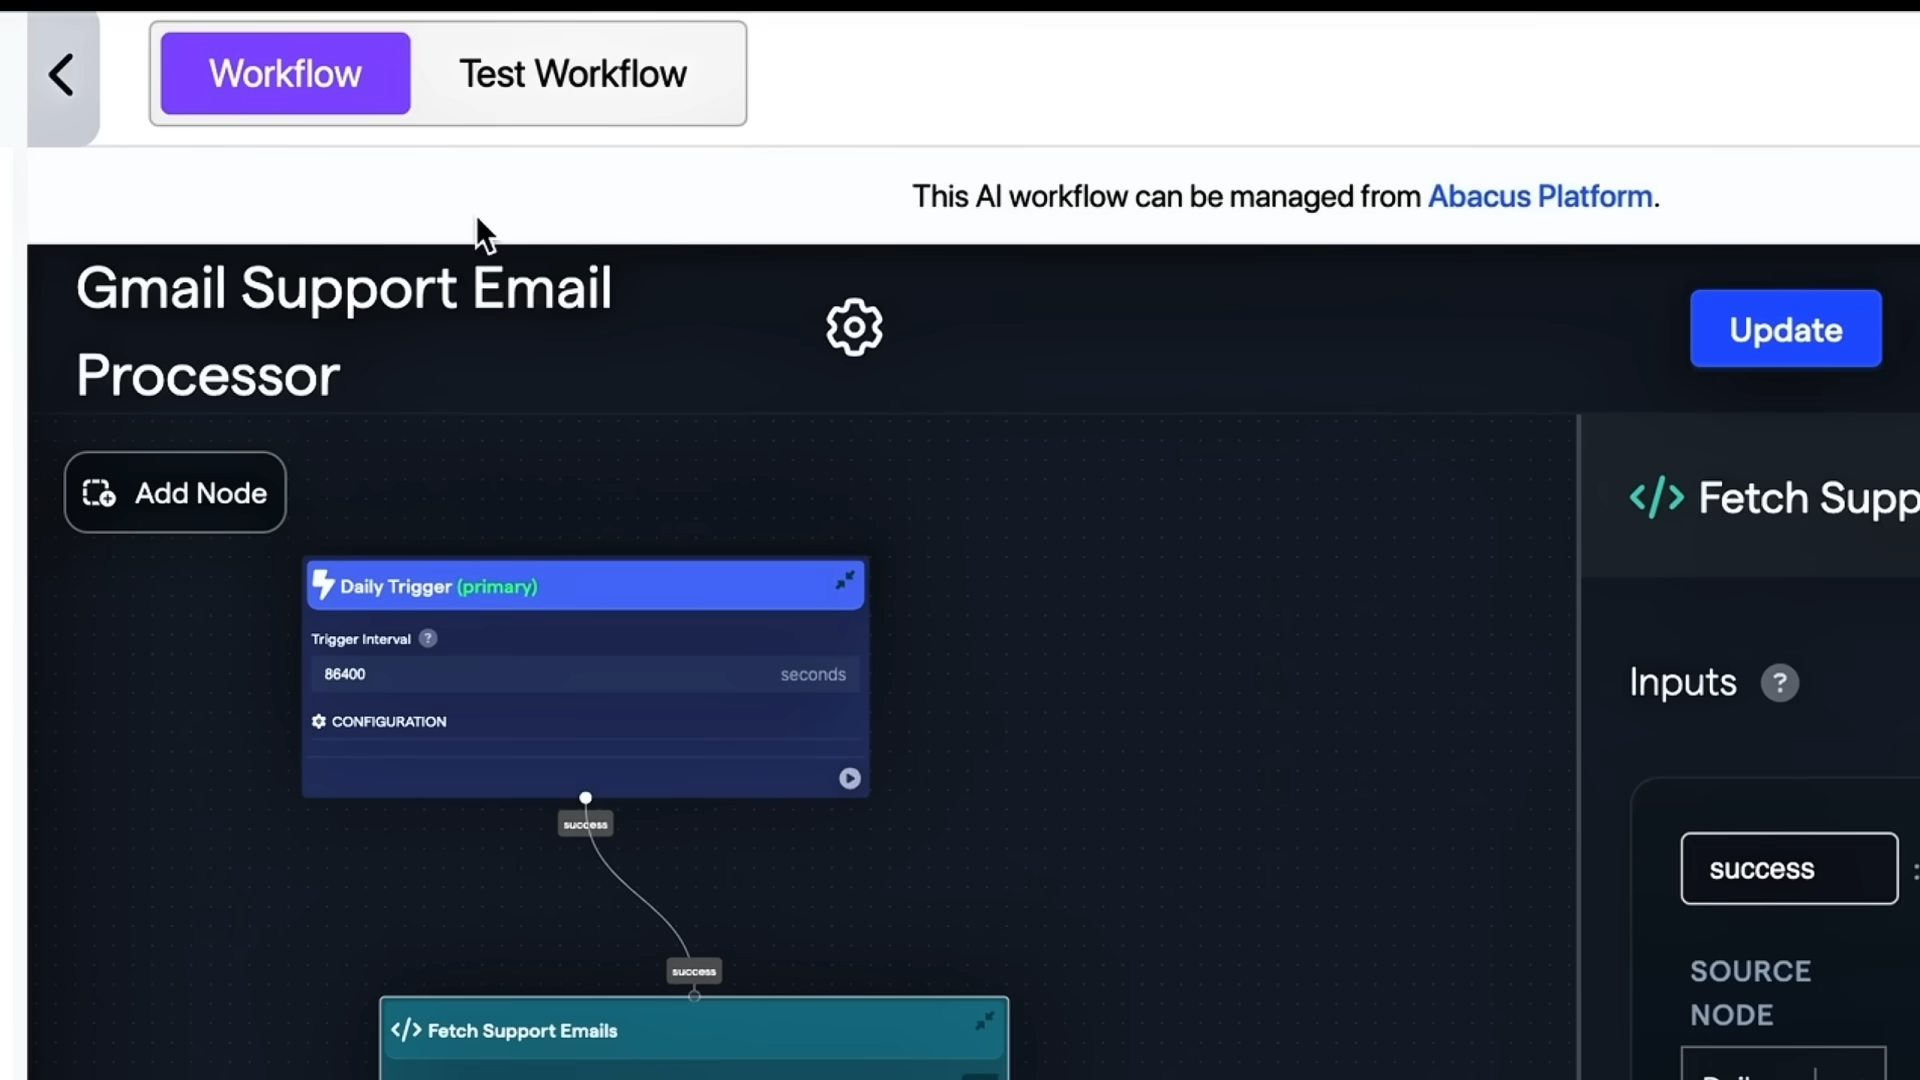 Workflow
Test Workflow
This AI workflow can be managed from Abacus Platform.
Gmail Support Email
Processor
Update
Add Node
</> Fetch Supp
Daily Trigger (primary)
Trigger Interval ?
86400 seconds
CONFIGURATION
Inputs ?
success
success :
success
SOURCE
NODE
</> Fetch Support Emails